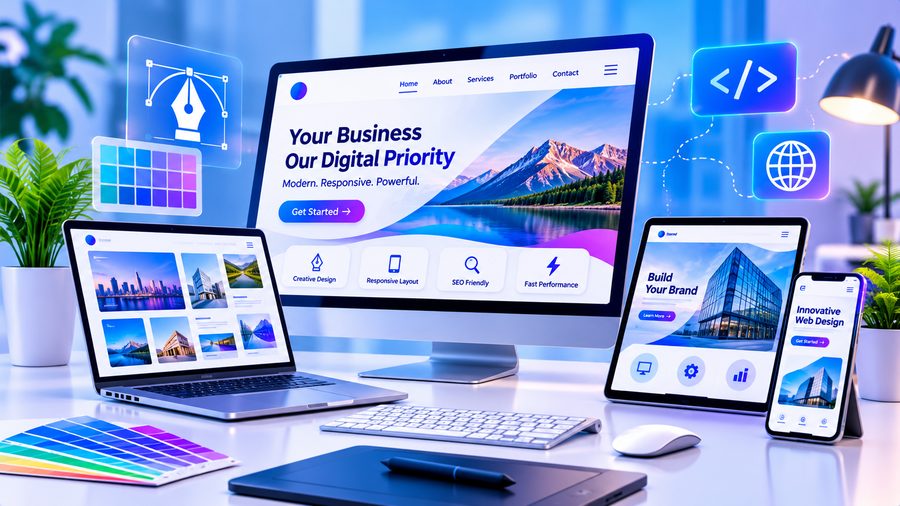 Home About Services Portfolio Contact
Your Business
Our Digital Priority
Modern. Responsive. Powerful.
Get Started →
Creative Design
Responsive Layout
SEO Friendly
Fast Performance
</>
Build
Your Brand
Learn More →
Innovative
Web Design
Get Started →